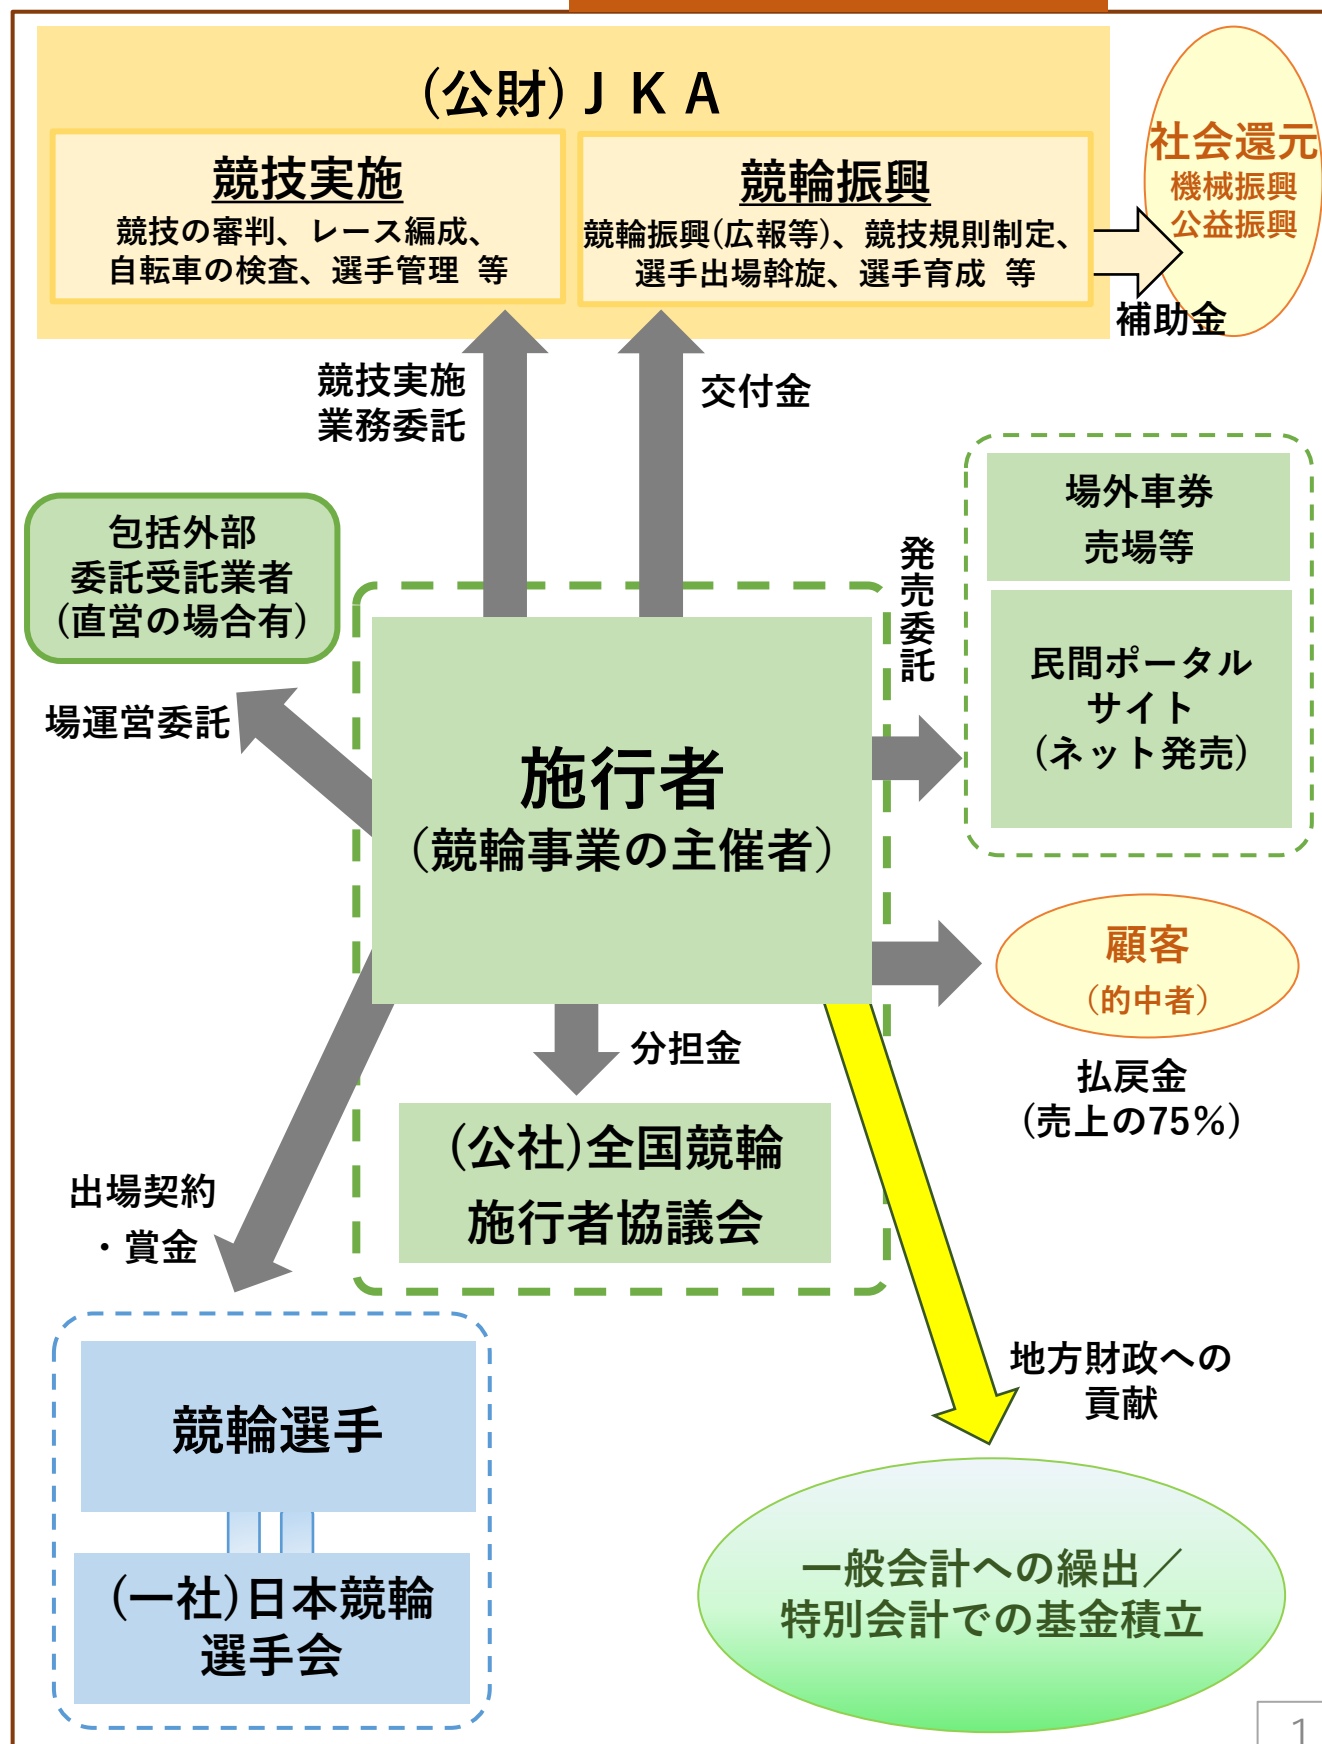 (公財)ＪＫＡ
競技実施
競技の審判、レース編成、
自転車の検査、選手管理 等
競輪振興
競輪振興(広報等)、競技規則制定、
選手出場斡旋、選手育成 等
社会還元
機械振興
公益振興
補助金
競技実施
業務委託
交付金
包括外部
委託受託業者
(直営の場合有)
場運営委託
発売委託
場外車券
売場等
民間ポータル
サイト
(ネット発売)
施行者
(競輪事業の主催者)
顧客
(的中者)
払戻金
(売上の75%)
分担金
(公社)全国競輪
施行者協議会
出場契約
・賞金
競輪選手
(一社)日本競輪
選手会
地方財政への
貢献
一般会計への繰出／
特別会計での基金積立
1